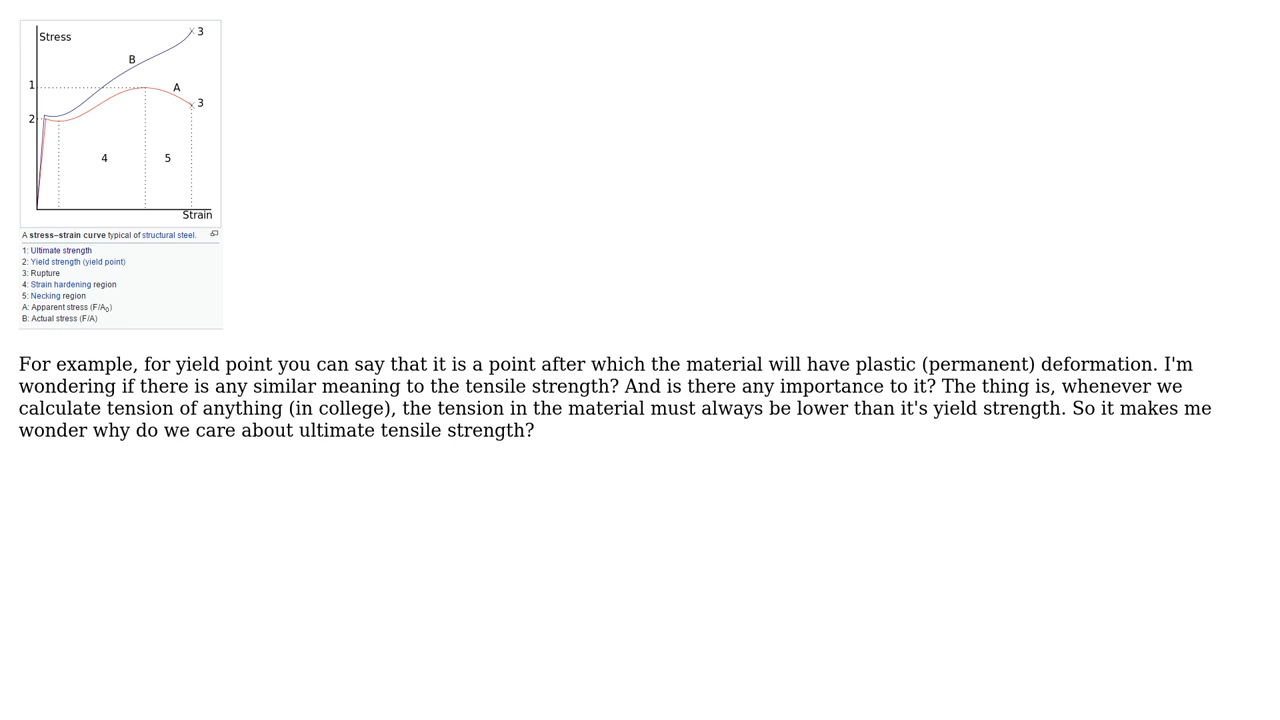 Stress
3
B
1
A
3
2
4
5
Strain
A stress–strain curve typical of structural steel.
1: Ultimate strength
2: Yield strength (yield point)
3: Rupture
4: Strain hardening region
5: Necking region
A: Apparent stress (F/A0)
B: Actual stress (F/A)
For example, for yield point you can say that it is a point after which the material will have plastic (permanent) deformation. I'm
wondering if there is any similar meaning to the tensile strength? And is there any importance to it? The thing is, whenever we
calculate tension of anything (in college), the tension in the material must always be lower than it's yield strength. So it makes me
wonder why do we care about ultimate tensile strength?